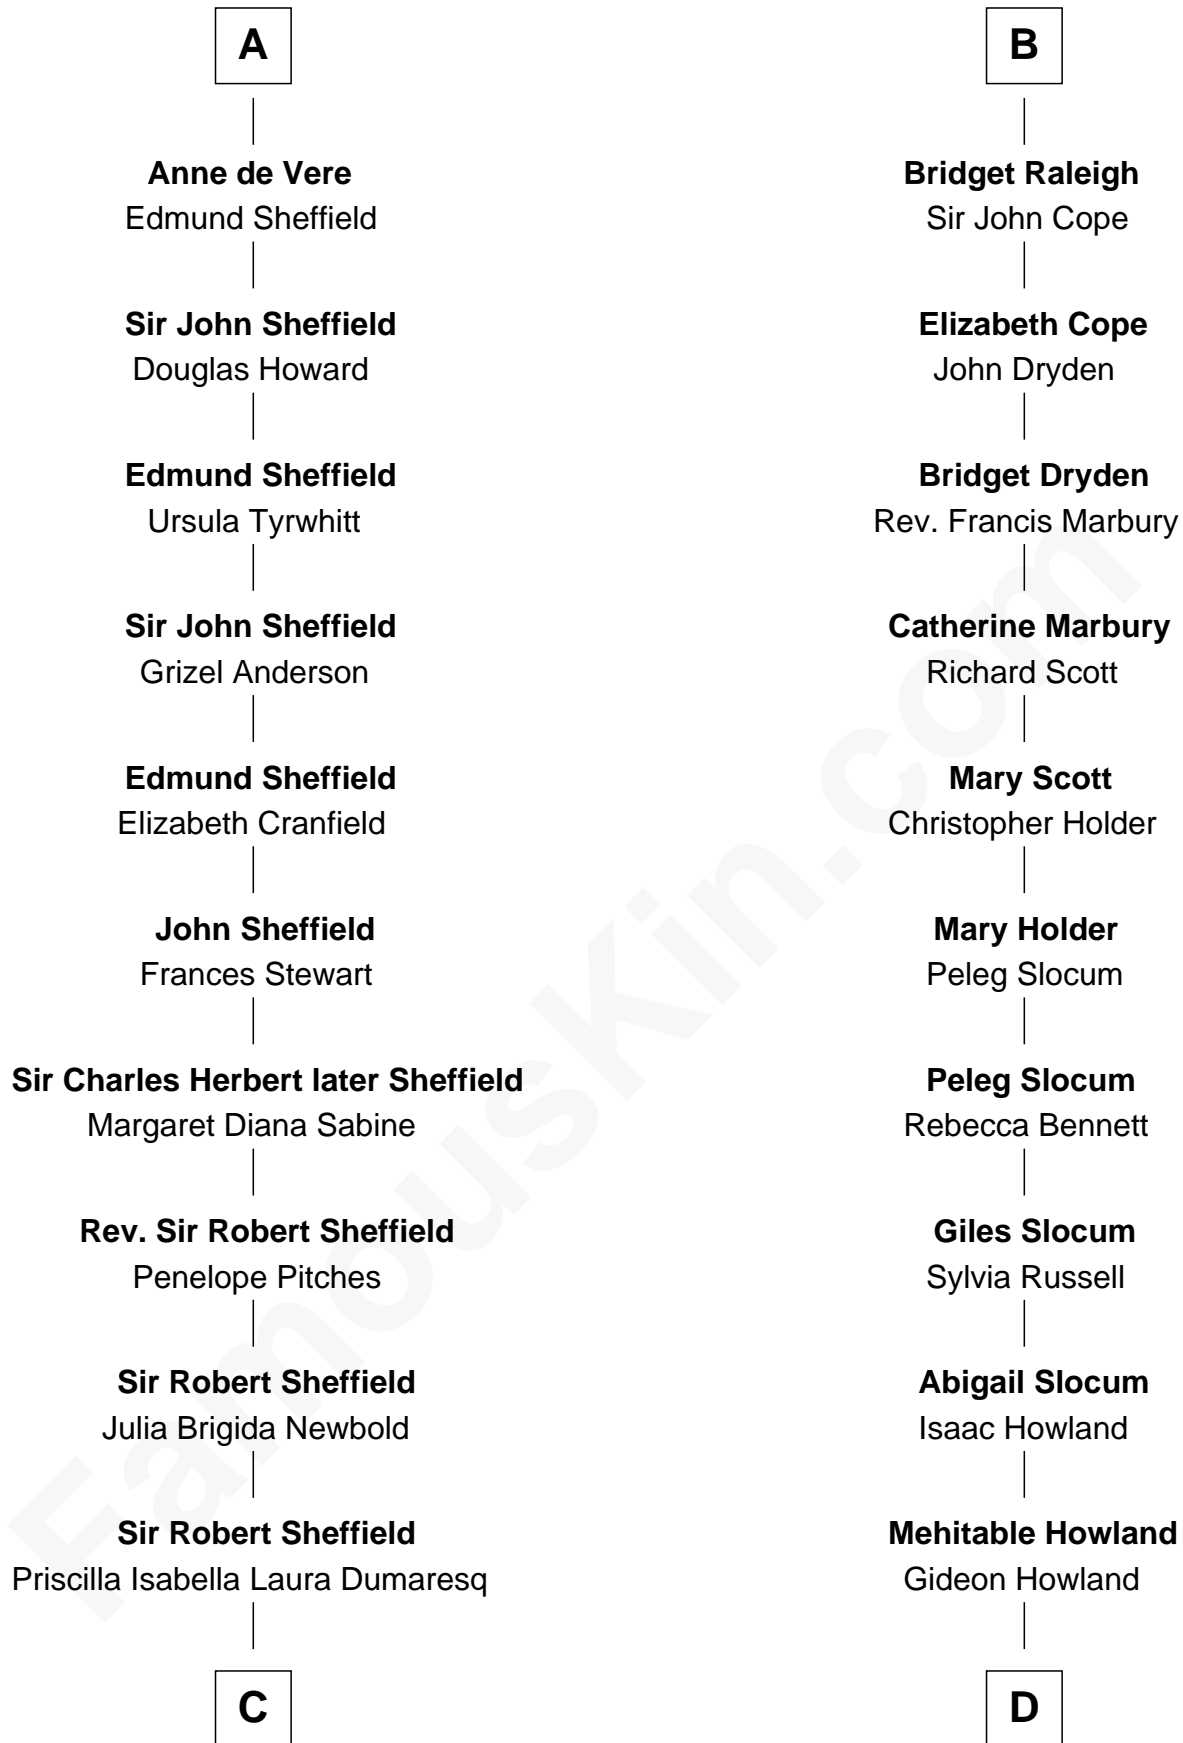 A
Anne de Vere
Edmund Sheffield
Sir John Sheffield
Douglas Howard
Edmund Sheffield
Ursula Tyrwhitt
Sir John Sheffield
Grizel Anderson
Edmund Sheffield
Elizabeth Cranfield
John Sheffield
Frances Stewart
Sir Charles Herbert later Sheffield
Margaret Diana Sabine
Rev. Sir Robert Sheffield
Penelope Pitches
Sir Robert Sheffield
Julia Brigida Newbold
Sir Robert Sheffield
Priscilla Isabella Laura Dumaresq
C
B
Bridget Raleigh
Sir John Cope
Elizabeth Cope
John Dryden
Bridget Dryden
Rev. Francis Marbury
Catherine Marbury
Richard Scott
Mary Scott
Christopher Holder
Mary Holder
Peleg Slocum
Peleg Slocum
Rebecca Bennett
Giles Slocum
Sylvia Russell
Abigail Slocum
Isaac Howland
Mehitable Howland
Gideon Howland
D
FamousKin.com